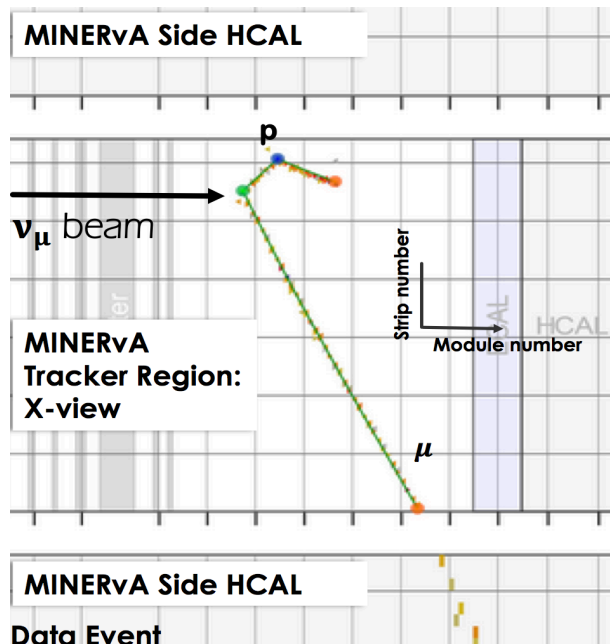 MINERvA Side HCAL
p
νμ beam
Strip number
Module number
HCAL
MINERvA
Tracker Region:
X-view
μ
MINERvA Side HCAL
Data Event